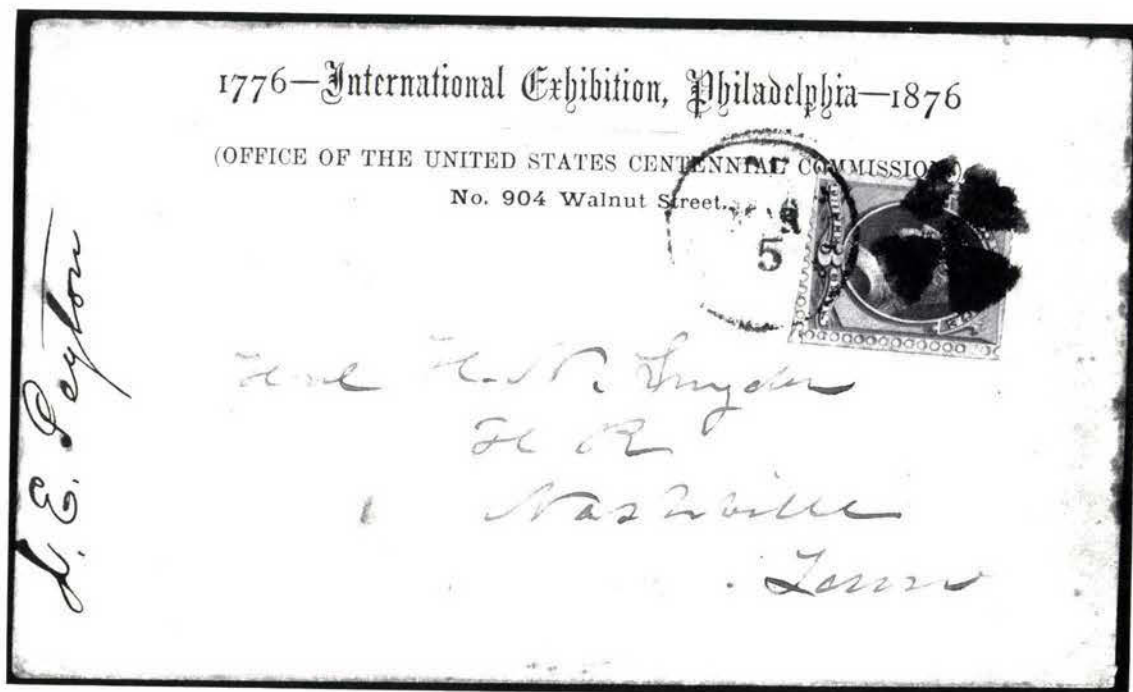 1776—International Exhibition, Philadelphia—1876
(OFFICE OF THE UNITED STATES CENTENNIAL COMMISSION)
No. 904 Walnut Street.
5
H. N. Snyder
H R
Nashville
Tenn
J. E. Peyton